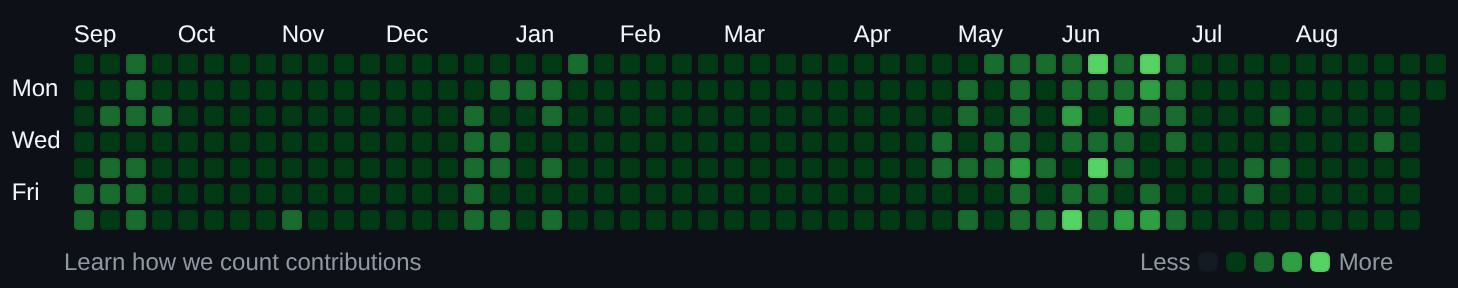 Sep Oct Nov Dec Jan Feb Mar Apr May Jun Jul Aug
Mon
Wed
Fri
Learn how we count contributions Less More